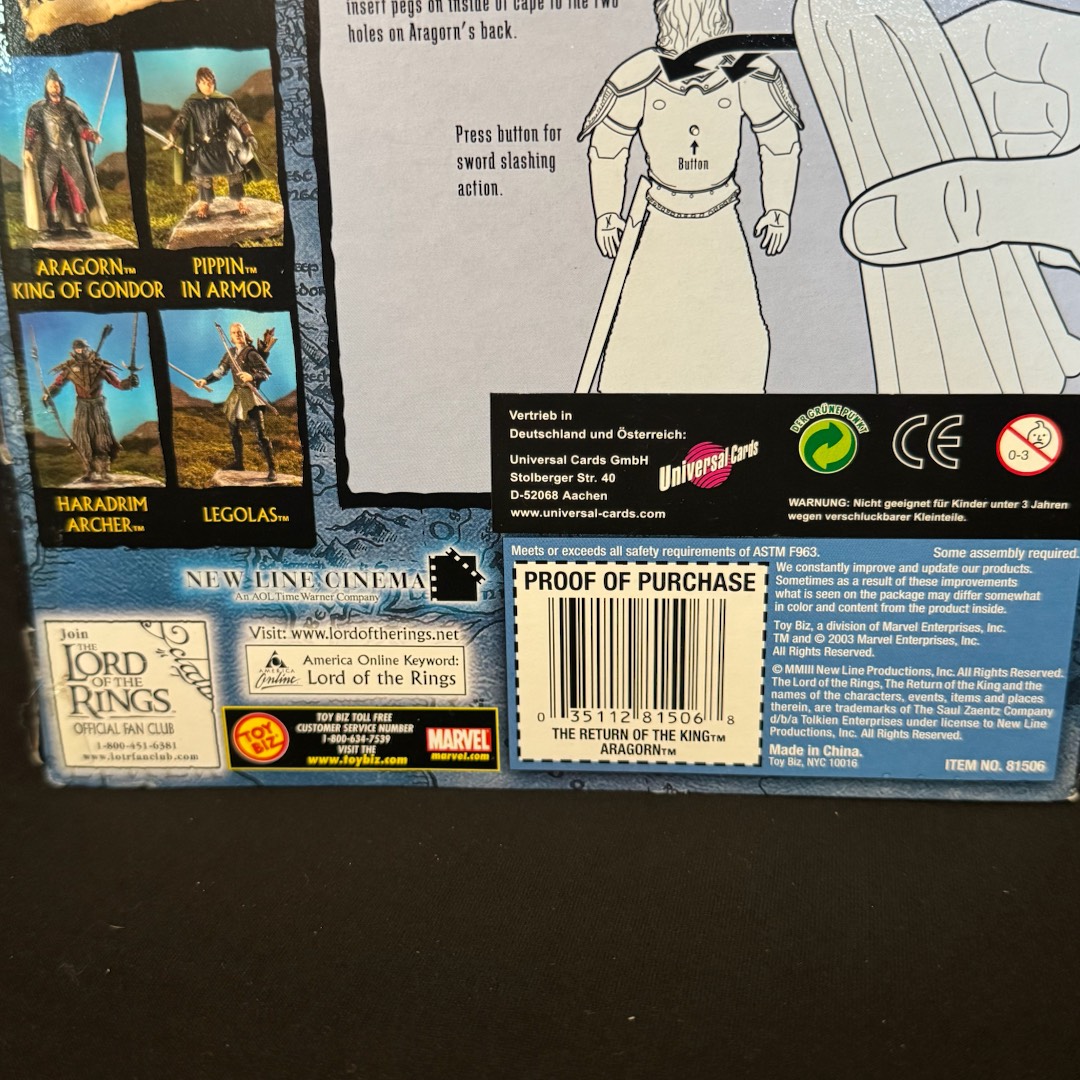 insert pegs on inside of cape to the two
holes on Aragorn's back.
Press button for
sword slashing
action.
Button
ARAGORN™
KING OF GONDOR
PIPPIN™
IN ARMOR
HARADRIM
ARCHER™
LEGOLAS™
Vertrieb in
Deutschland und Österreich:
Universal Cards GmbH
Stolberger Str. 40
D-52068 Aachen
www.universal-cards.com
Universal Cards
DER GRÜNE PUNKT
CE
0-3
WARNUNG: Nicht geeignet für Kinder unter 3 Jahren
wegen verschluckbarer Kleinteile.
NEW LINE CINEMA
An AOL Time Warner Company
Join
THE
LORD
OF THE
RINGS
OFFICIAL FAN CLUB
1-800-451-6381
www.lotrfanclub.com
Visit: www.lordoftherings.net
AMERICA
Online
America Online Keyword:
Lord of the Rings
TOY
BIZ
TOY BIZ TOLL FREE
CUSTOMER SERVICE NUMBER
1-800-634-7539
VISIT THE
www.toybiz.com
MARVEL
marvel.com
Meets or exceeds all safety requirements of ASTM F963.
Some assembly required.
PROOF OF PURCHASE
0 35112 81506 8
THE RETURN OF THE KING™
ARAGORN™
We constantly improve and update our products.
Sometimes as a result of these improvements
what is seen on the package may differ somewhat
in color and content from the product inside.
Toy Biz, a division of Marvel Enterprises, Inc.
TM and © 2003 Marvel Enterprises, Inc.
All Rights Reserved.
© MMIII New Line Productions, Inc. All Rights Reserved.
The Lord of the Rings, The Return of the King and the
names of the characters, events, items and places
therein, are trademarks of The Saul Zaentz Company
d/b/a Tolkien Enterprises under license to New Line
Productions, Inc. All Rights Reserved.
Made in China.
Toy Biz, NYC 10016
ITEM NO. 81506